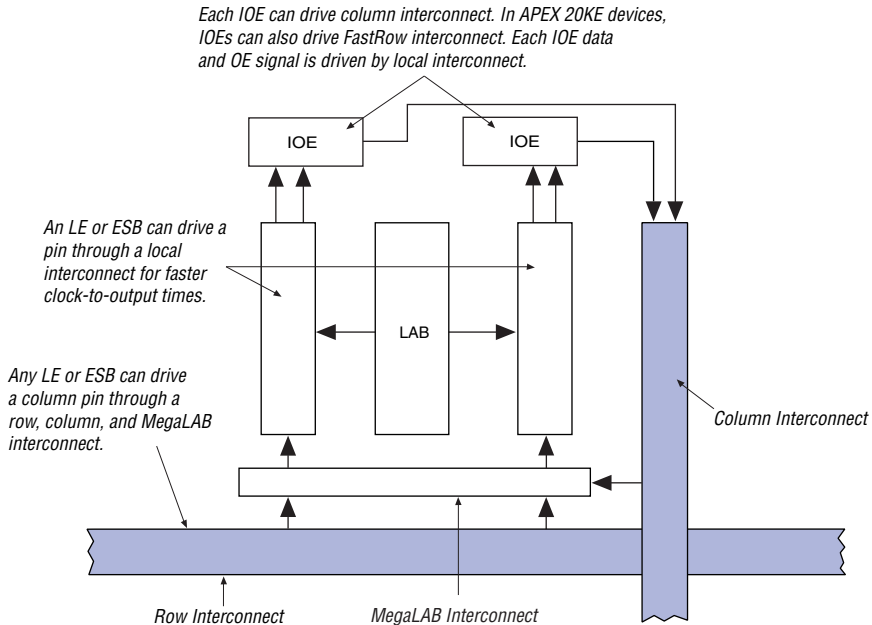 Each IOE can drive column interconnect. In APEX 20KE devices,
IOEs can also drive FastRow interconnect. Each IOE data
and OE signal is driven by local interconnect.
IOE
IOE
An LE or ESB can drive a
pin through a local
interconnect for faster
clock-to-output times.
LAB
Any LE or ESB can drive
a column pin through a
row, column, and MegaLAB
interconnect.
Column Interconnect
Row Interconnect
MegaLAB Interconnect